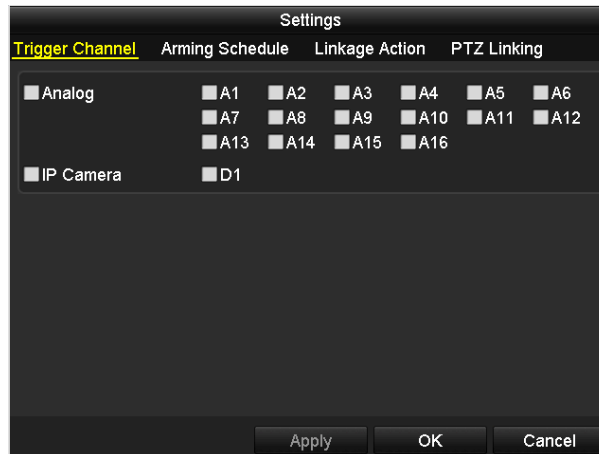 Settings
Trigger Channel Arming Schedule Linkage Action PTZ Linking
Analog A1 A2 A3 A4 A5 A6
A7 A8 A9 A10 A11 A12
A13 A14 A15 A16
IP Camera D1
Apply OK Cancel